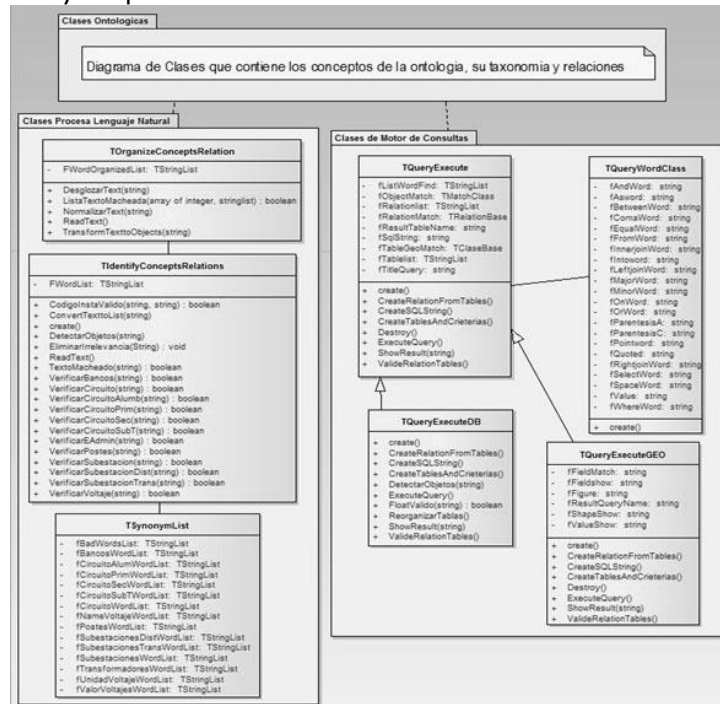 Clases Ontologicas
Diagrama de Clases que contiene los conceptos de la ontologia, su taxonomia y relaciones
Clases Procesa Lenguaje Natural
TOrganizeConceptsRelation
- FWordOrganizedList: TStringList
+ DesglozarText(string)
+ ListaTextoMacheada(array of integer, stringlist) : boolean
+ NormalizarText(string)
+ ReadText()
+ TransformTexttoObjects(string)
TIdentifyConceptsRelations
- FWordList: TStringList
+ CodigoInstaValido(string, string) : boolean
+ ConvertTexttoList(String)
+ create()
+ DetectarObjetos(string)
+ EliminarIrrelevancia(String) : void
+ ReadText()
+ TextoMacheado(string) : boolean
+ VerificarBancos(string) : boolean
+ VerificarCircuito(string) : boolean
+ VerificarCircuitoAlumb(string) : boolean
+ VerificarCircuitoPrim(string) : boolean
+ VerificarCircuitoSec(string) : boolean
+ VerificarCircuitoSubT(string) : boolean
+ VerificarEAdmin(string) : boolean
+ VerificarPostes(string) : boolean
+ VerificarSubestacion(string) : boolean
+ VerificarSubestacionDist(string) : boolean
+ VerificarSubestacionTrans(string) : boolean
+ VerificarVoltaje(string) : boolean
TSynonymList
- fBadWordsList: TStringList
- fBancosWordList: TStringList
- fCircuitoAlumWordList: TStringList
- fCircuitoPrimWordList: TStringList
- fCircuitoSecWordList: TStringList
- fCircuitoSubTWordList: TStringList
- fCircuitoWordList: TStringList
- fNameVoltajeWordList: TStringList
- fPostesWordList: TStringList
- fSubestacionesDistWordList: TStringList
- fSubestacionesTransWordList: TStringList
- fSubestacionesWordList: TStringList
- fTransformadoresWordList: TStringList
- fUnidadVoltajeWordList: TStringList
- fValorVoltajesWordList: TStringList
Clases de Motor de Consultas
TQueryExecute
- fListWordFind: TStringList
- fObjectMatch: TMatchClass
- fRelationlist: TStringList
- fRelationMatch: TRelationBase
- fResultTableName: string
- fSqlString: string
- fTableGeoMatch: TClaseBase
- fTablelist: TStringList
- fTitleQuery: string
+ create()
+ CreateRelationFromTables()
+ CreateSQLString()
+ CreateTablesAndCrieterias()
+ Destroy()
+ ExecuteQuery()
+ ShowResult(string)
+ ValideRelationTables()
TQueryWordClass
- fAndWord: string
- fAsword: string
- fBetweenWord: string
- fComaWord: string
- fEqualWord: string
- fFromWord: string
- fInnerjoinWord: string
- fIntoword: string
- fLeftjoinWord: string
- fMajorWord: string
- fMinorWord: string
- fOnWord: string
- fOrWord: string
- fParentesisA: string
- fParentesisC: string
- fPointword: string
- fQuoted: string
- fRightjoinWord: string
- fSelectWord: string
- fSpaceWord: string
- fValue: string
- fWhereWord: string
+ create()
TQueryExecuteDB
+ create()
+ CreateRelationFromTables()
+ CreateSQLString()
+ CreateTablesAndCrieterias()
+ DetectarObjetos(string)
+ ExecuteQuery()
+ FloatValido(string) : boolean
+ ReorganizarTablas()
+ ShowResult(string)
+ ValideRelationTables()
TQueryExecuteGEO
- fFieldMatch: string
- fFieldshow: string
- fFigure: string
- fResultQueryName: string
- fShapeShow: string
- fValueShow: string
+ create()
+ CreateRelationFromTables()
+ CreateSQLString()
+ CreateTablesAndCrieterias()
+ Destroy()
+ ExecuteQuery()
+ ShowResult(string)
+ ValideRelationTables()